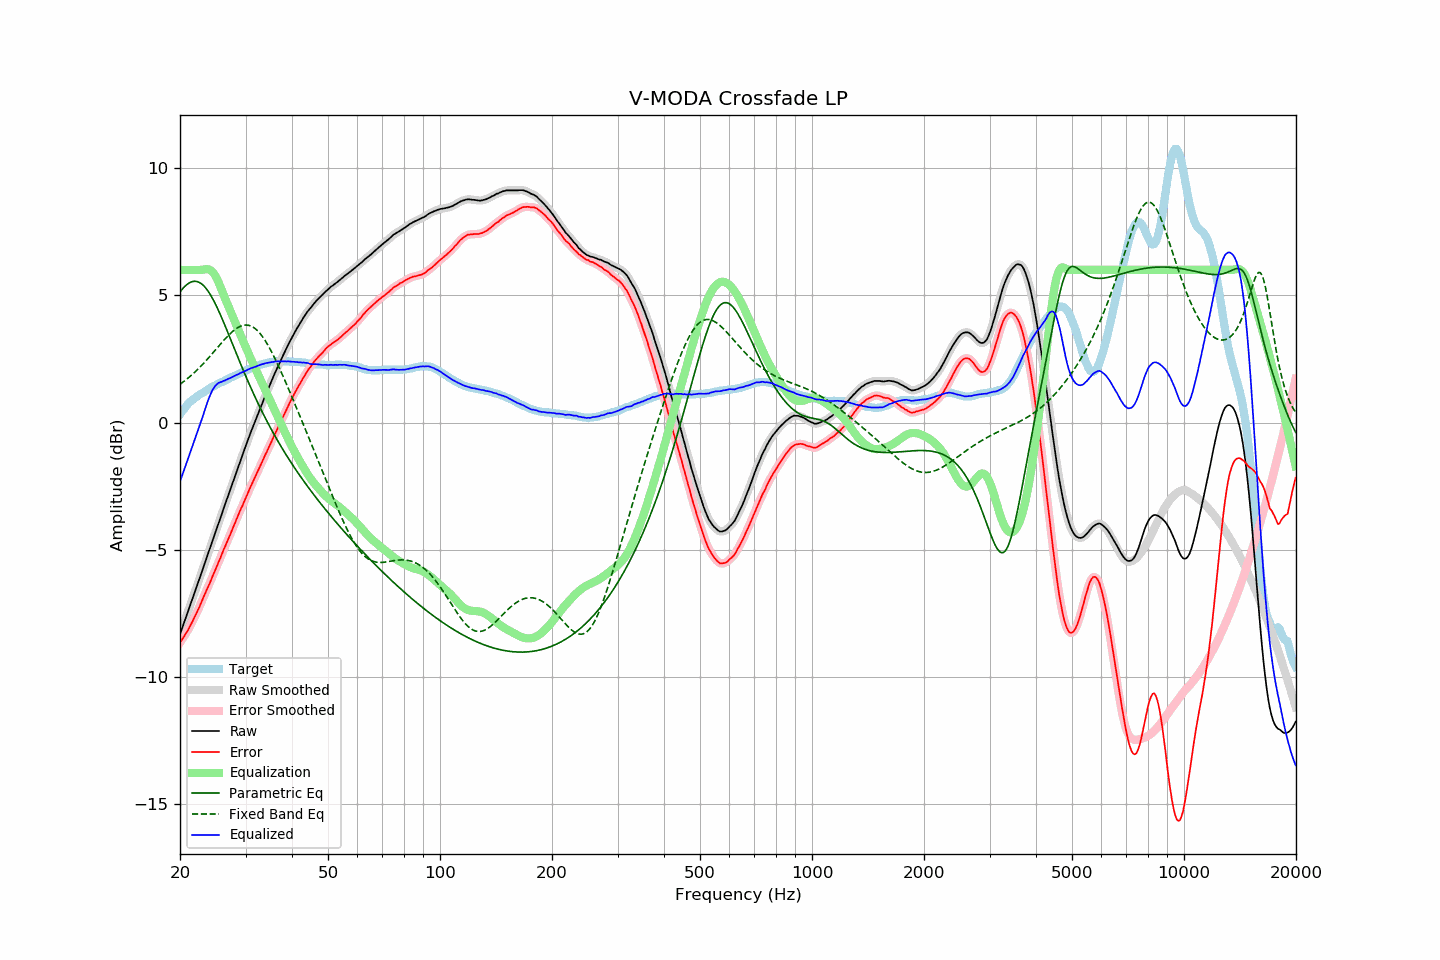 V-MODA Crossfade LP
10
5
0
−5
−10
−15
Amplitude (dBr)
Target
Raw Smoothed
Error Smoothed
Raw
Error
Equalization
Parametric Eq
Fixed Band Eq
Equalized
20 50 100 200 500 1000 2000 5000 10000 20000
Frequency (Hz)